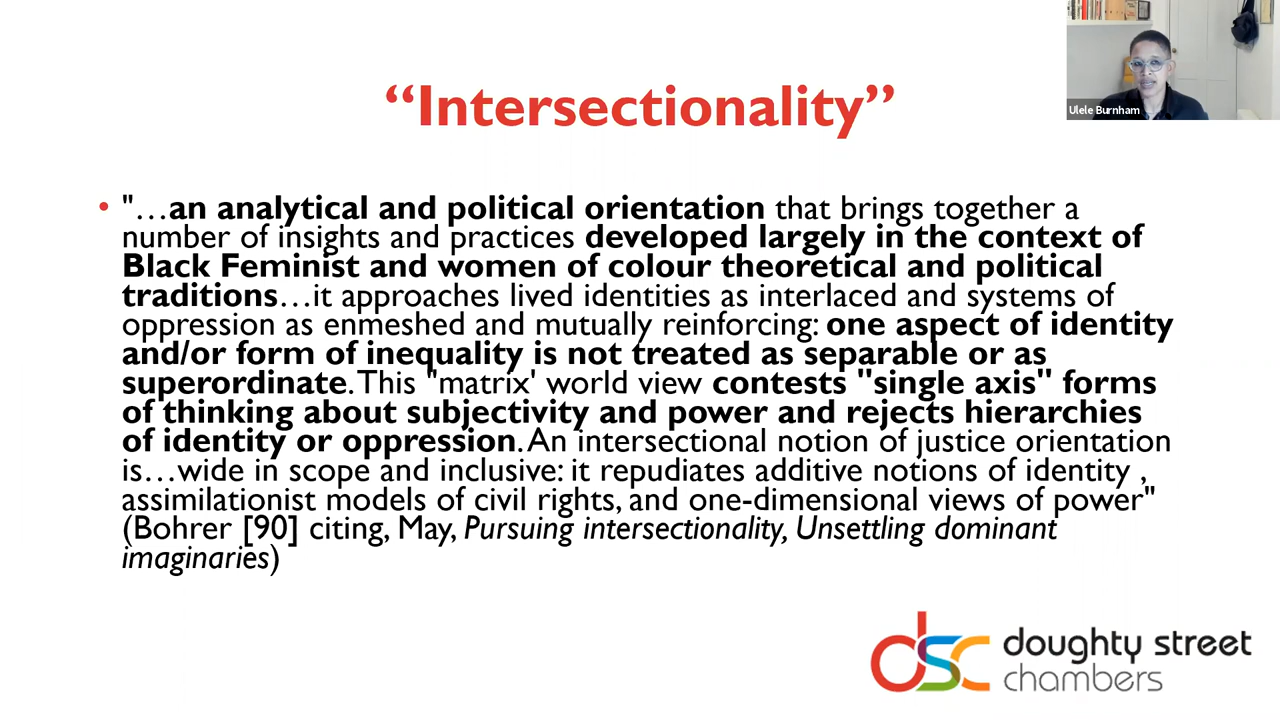 Ulele Burnham
“Intersectionality”
• "…an analytical and political orientation that brings together a
number of insights and practices developed largely in the context of
Black Feminist and women of colour theoretical and political
traditions…it approaches lived identities as interlaced and systems of
oppression as enmeshed and mutually reinforcing: one aspect of identity
and/or form of inequality is not treated as separable or as
superordinate. This "matrix' world view contests "single axis" forms
of thinking about subjectivity and power and rejects hierarchies
of identity or oppression. An intersectional notion of justice orientation
is…wide in scope and inclusive: it repudiates additive notions of identity ,
assimilationist models of civil rights, and one-dimensional views of power"
(Bohrer [90] citing, May, Pursuing intersectionality, Unsettling dominant
imaginaries)
dsc doughty street
chambers